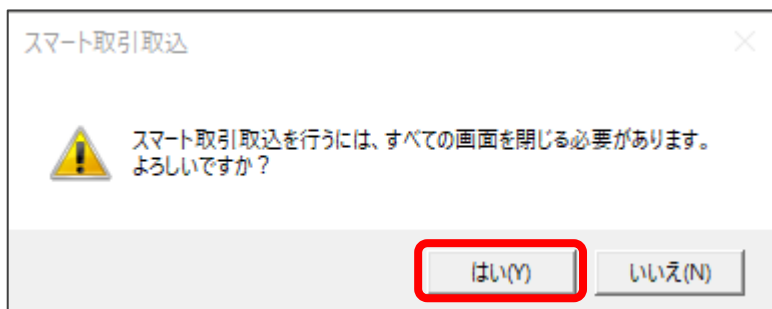 スマート取引取込
スマート取引取込を行うには、すべての画面を閉じる必要があります。
よろしいですか？
はい(Y)
いいえ(N)